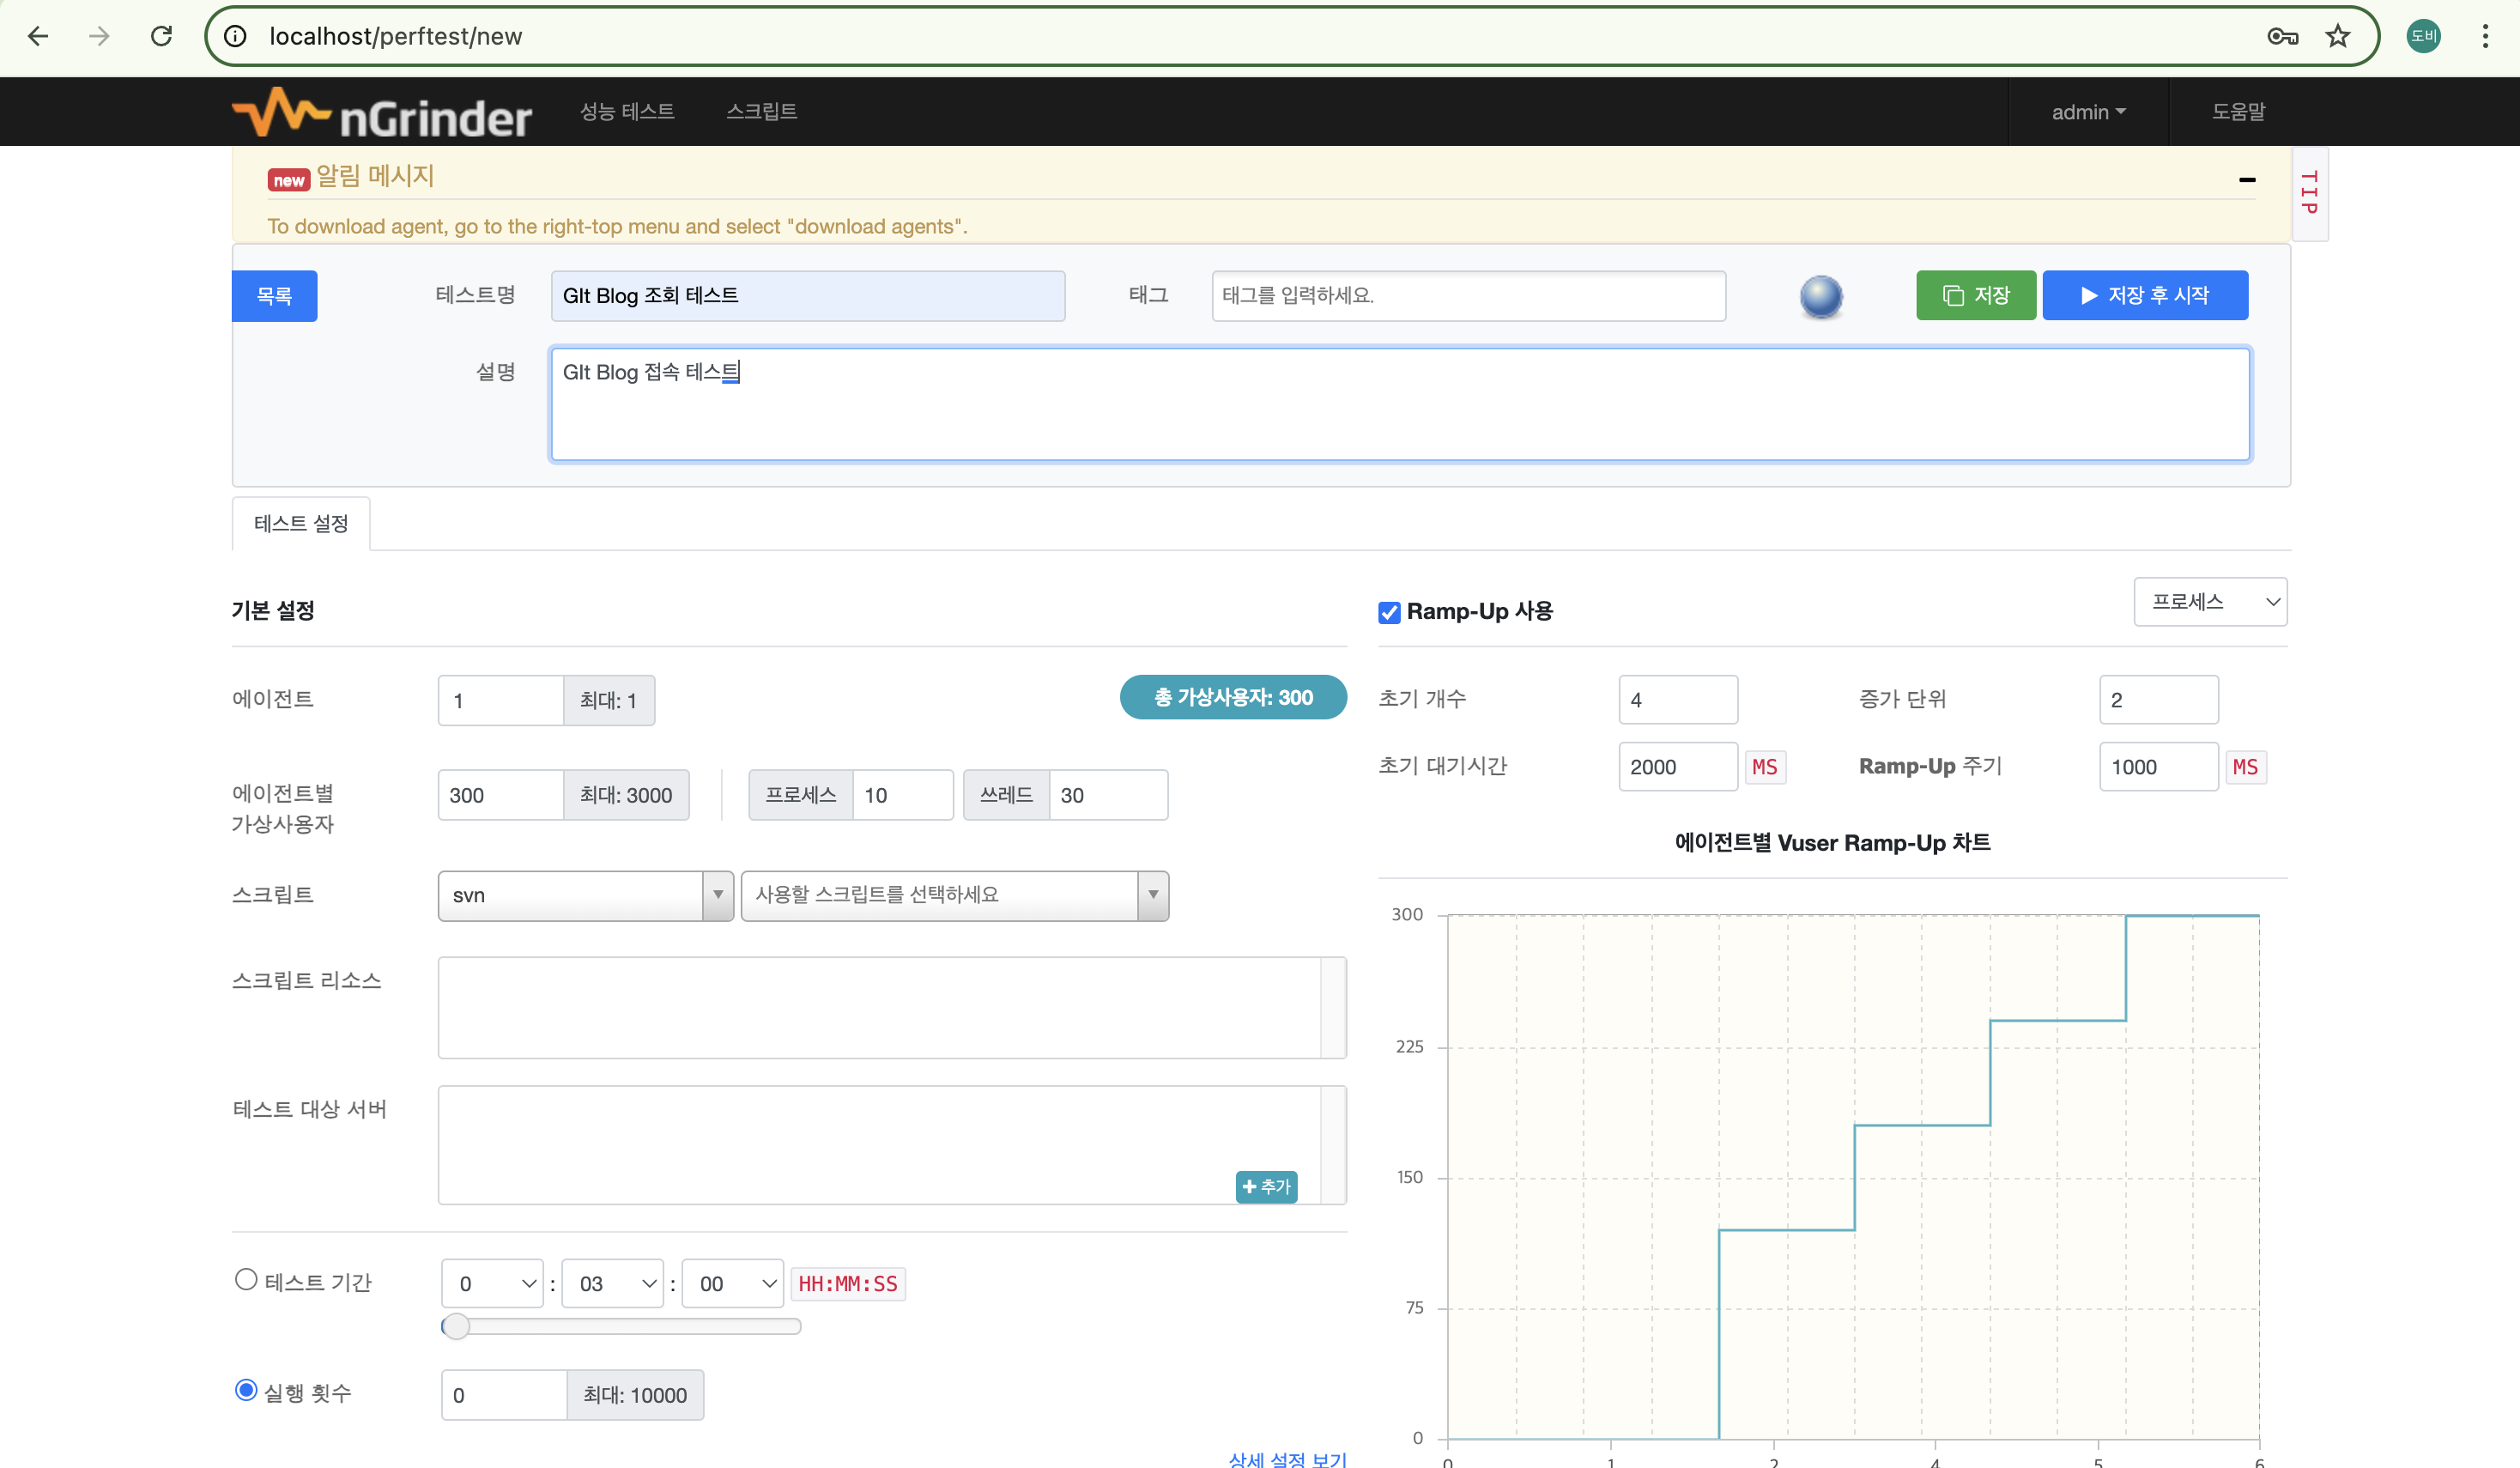 localhost/perftest/new
도비
nGrinder 성능 테스트 스크립트 admin 도움말
new 알림 메시지
TIP
To download agent, go to the right-top menu and select "download agents".
목록 테스트명 GIt Blog 조회 테스트 태그 태그를 입력하세요. 저장 저장 후 시작
설명 GIt Blog 접속 테스트
테스트 설정
기본 설정
에이전트 1 최대: 1 총 가상사용자: 300
에이전트별 가상사용자 300 최대: 3000 프로세스 10 쓰레드 30
스크립트 svn 사용할 스크립트를 선택하세요
스크립트 리소스
테스트 대상 서버
추가
테스트 기간 0 : 03 : 00 HH:MM:SS
실행 횟수 0 최대: 10000
상세 설정 보기
Ramp-Up 사용 프로세스
초기 개수 4 증가 단위 2
초기 대기시간 2000 MS Ramp-Up 주기 1000 MS
에이전트별 Vuser Ramp-Up 차트
300
225
150
75
0
0 1 2 4 5 6